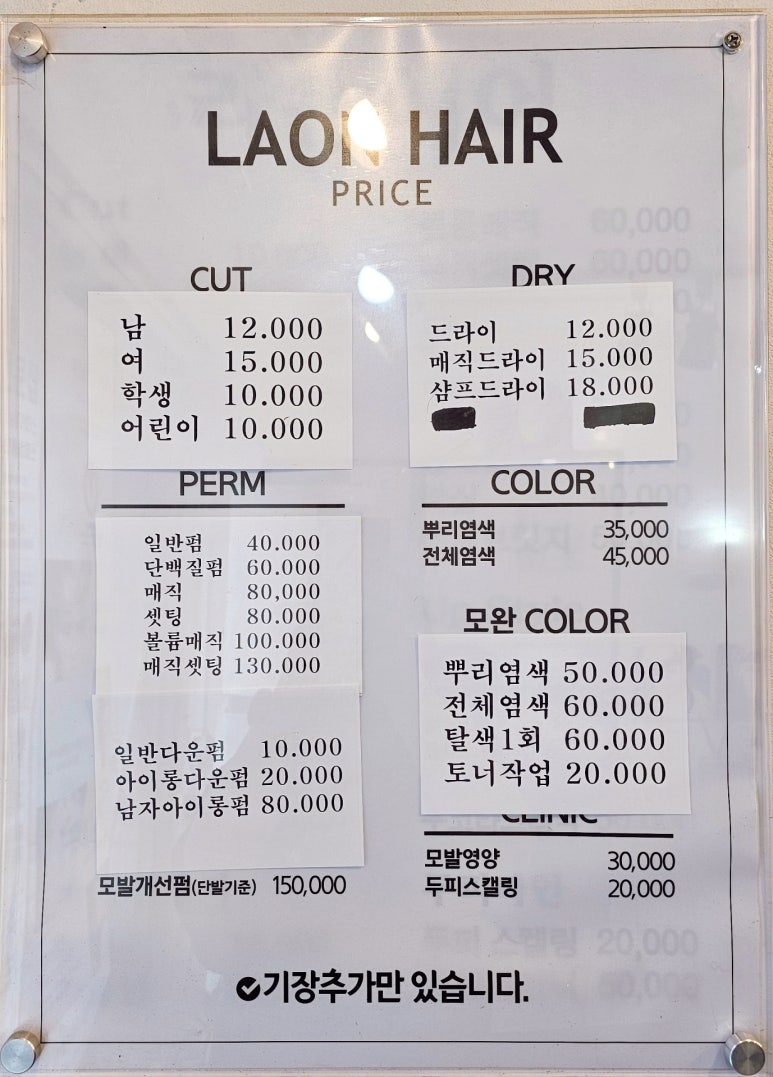 LAON HAIR
PRICE
CUT
남 12.000
여 15.000
학생 10.000
어린이 10.000
PERM
일반펌 40.000
단백질펌 60.000
매직 80,000
셋팅 80.000
볼륨매직 100.000
매직셋팅 130.000
일반다운펌 10.000
아이롱다운펌 20.000
남자아이롱펌 80.000
모발개선펌(단발기준) 150,000
DRY
드라이 12.000
매직드라이 15.000
샴프드라이 18.000
COLOR
뿌리염색 35,000
전체염색 45,000
모완 COLOR
뿌리염색 50.000
전체염색 60.000
탈색1회 60.000
토너작업 20.000
CLINIC
모발영양 30,000
두피스캘링 20,000
기장추가만 있습니다.